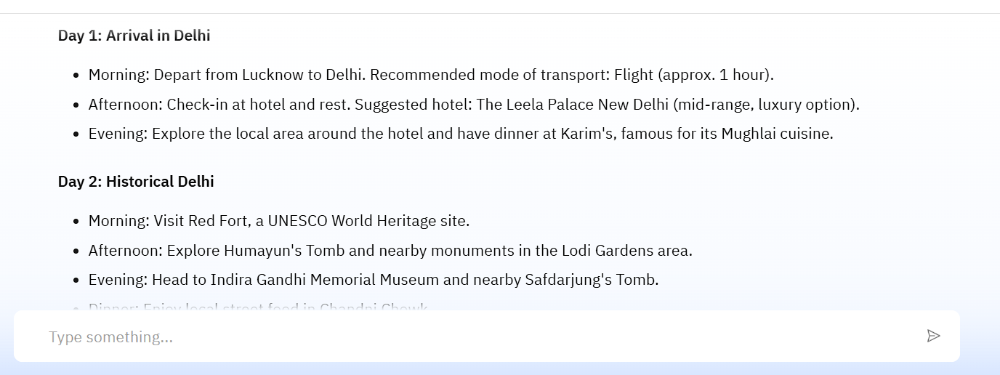 Day 1: Arrival in Delhi
• Morning: Depart from Lucknow to Delhi. Recommended mode of transport: Flight (approx. 1 hour).
• Afternoon: Check-in at hotel and rest. Suggested hotel: The Leela Palace New Delhi (mid-range, luxury option).
• Evening: Explore the local area around the hotel and have dinner at Karim's, famous for its Mughlai cuisine.
Day 2: Historical Delhi
• Morning: Visit Red Fort, a UNESCO World Heritage site.
• Afternoon: Explore Humayun's Tomb and nearby monuments in the Lodi Gardens area.
• Evening: Head to Indira Gandhi Memorial Museum and nearby Safdarjung's Tomb.
• Dinner: Enjoy local street food in Chandni Chowk.
Type something...